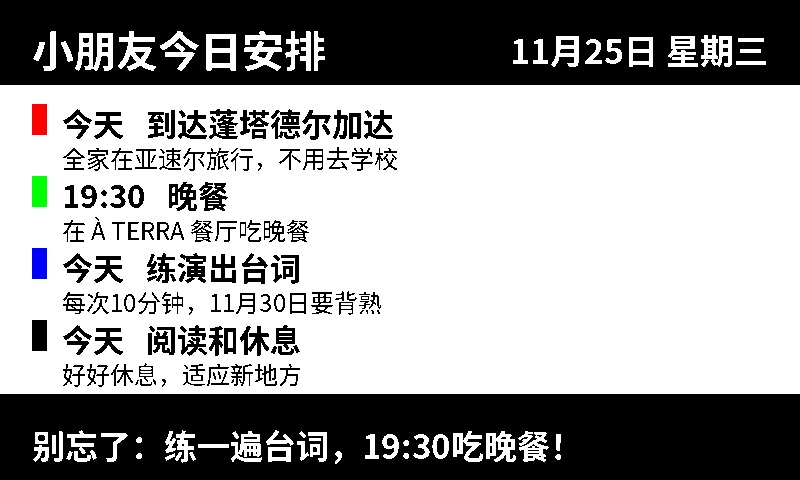 小朋友今日安排
11月25日 星期三
今天 到达蓬塔德尔加达
全家在亚速尔旅行，不用去学校
19:30 晚餐
在 À TERRA 餐厅吃晚餐
今天 练演出台词
每次10分钟，11月30日要背熟
今天 阅读和休息
好好休息，适应新地方
别忘了：练一遍台词，19:30吃晚餐！